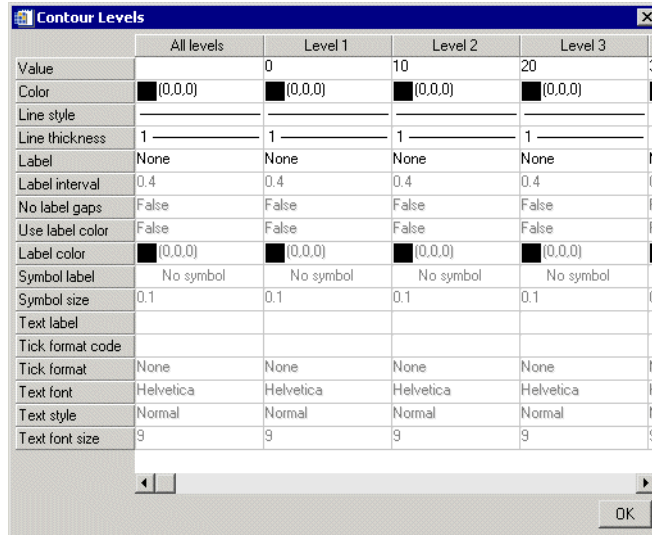 Contour Levels
All levels Level 1 Level 2 Level 3
Value 0 10 20
Color (0,0,0) (0,0,0) (0,0,0) (0,0,0)
Line style
Line thickness 1 1 1 1
Label None None None None
Label interval 0.4 0.4 0.4 0.4
No label gaps False False False False
Use label color False False False False
Label color (0,0,0) (0,0,0) (0,0,0) (0,0,0)
Symbol label No symbol No symbol No symbol No symbol
Symbol size 0.1 0.1 0.1 0.1
Text label
Tick format code
Tick format None None None None
Text font Helvetica Helvetica Helvetica Helvetica
Text style Normal Normal Normal Normal
Text font size 9 9 9 9
OK